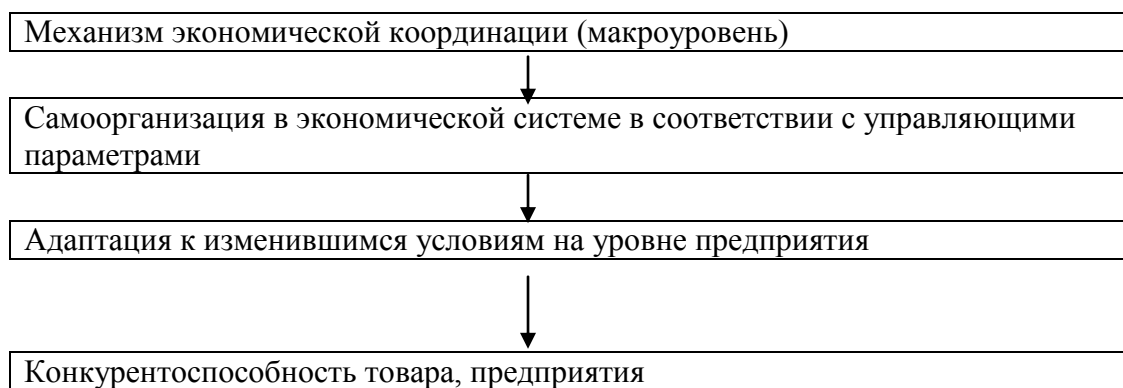 Механизм экономической координации (макроуровень)
Самоорганизация в экономической системе в соответствии с управляющими
параметрами
Адаптация к изменившимся условиям на уровне предприятия
Конкурентоспособность товара, предприятия